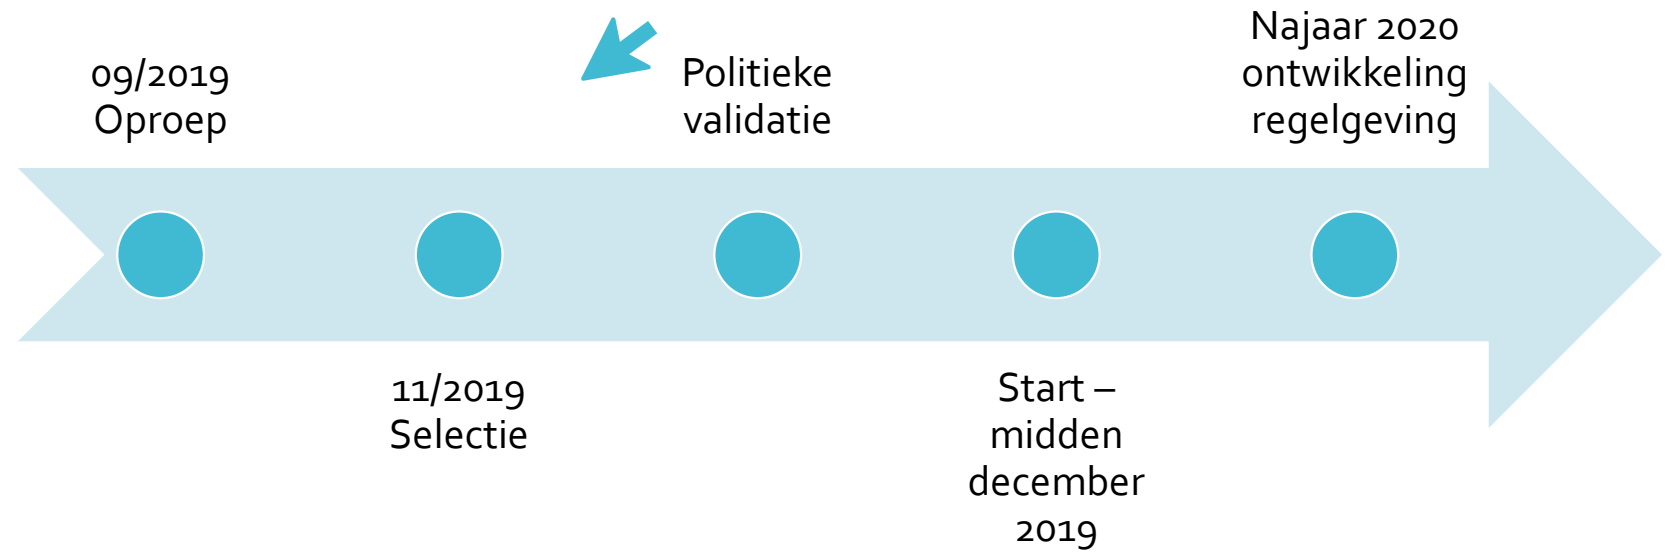 09/2019
Oproep
11/2019
Selectie
Politieke
validatie
Start –
midden
december
2019
Najaar 2020
ontwikkeling
regelgeving